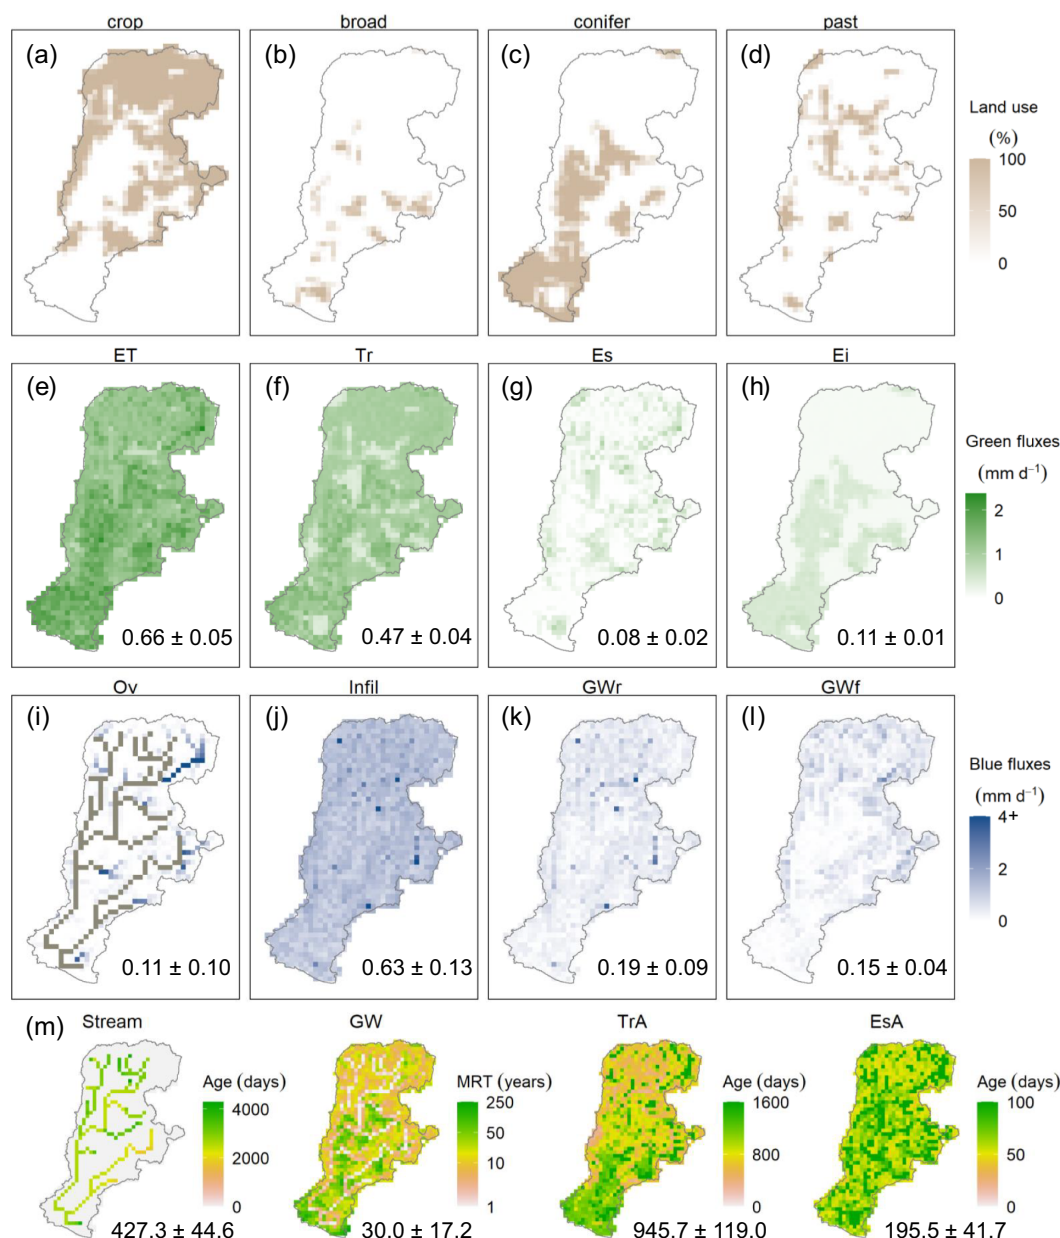 crop broad conifer past
(a) (b) (c) (d)
Land use
(%)
100
50
0
ET Tr Es Ei
(e) (f) (g) (h)
Green fluxes
(mm d⁻¹)
2
1
0
0.66 ± 0.05 0.47 ± 0.04 0.08 ± 0.02 0.11 ± 0.01
Ov Infil GWr GWf
(i) (j) (k) (l)
Blue fluxes
(mm d⁻¹)
4+
2
0
0.11 ± 0.10 0.63 ± 0.13 0.19 ± 0.09 0.15 ± 0.04
(m) Stream GW TrA EsA
Age (days) MRT (years) Age (days) Age (days)
4000 250 1600 100
50
2000 10 800 50
0 1 0 0
427.3 ± 44.6 30.0 ± 17.2 945.7 ± 119.0 195.5 ± 41.7